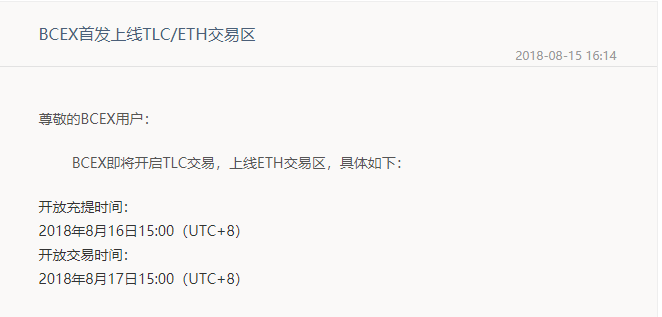 BCEX首发上线TLC/ETH交易区
2018-08-15 16:14
尊敬的BCEX用户：
BCEX即将开启TLC交易，上线ETH交易区，具体如下：
开放充提时间：
2018年8月16日15:00（UTC+8）
开放交易时间：
2018年8月17日15:00（UTC+8）